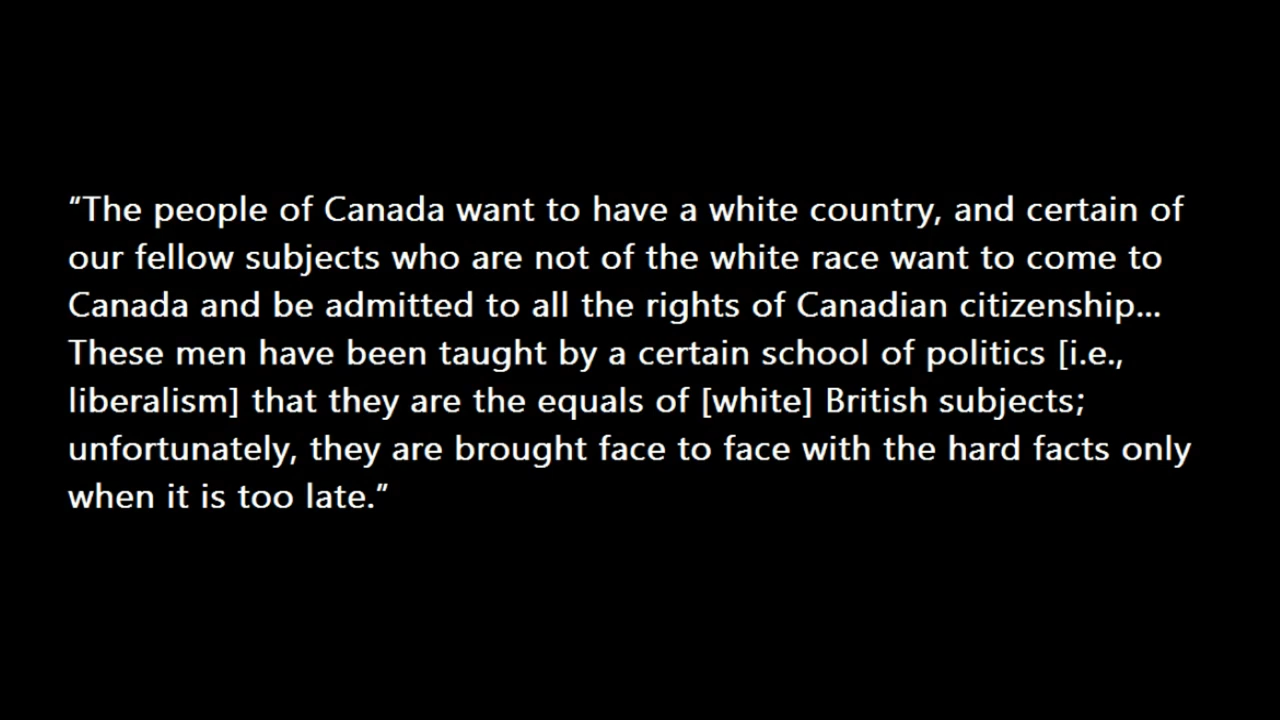 "The people of Canada want to have a white country, and certain of
our fellow subjects who are not of the white race want to come to
Canada and be admitted to all the rights of Canadian citizenship...
These men have been taught by a certain school of politics [i.e.,
liberalism] that they are the equals of [white] British subjects;
unfortunately, they are brought face to face with the hard facts only
when it is too late."